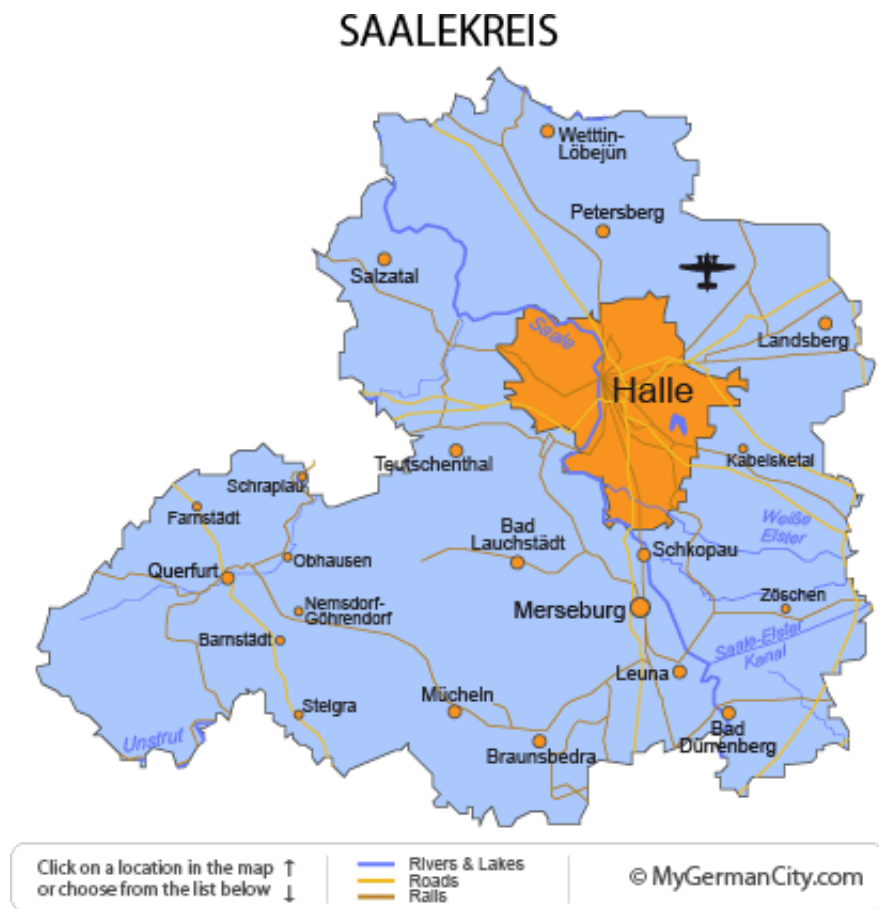 SAALEKREIS
Wetttin-
Löbejün
Petersberg
Salzatal
Saale
Landsberg
Halle
Teutschenthal
Kabelsketal
Schraplau
Farnstädt
Weiße
Elster
Bad
Lauchstädt
Schkopau
Obhausen
Querfurt
Zöschen
Nemsdorf-
Göhrendorf
Merseburg
Barnstädt
Saale-Elster
Kanal
Leuna
Mücheln
Steigra
Bad
Dürrenberg
Unstrut
Braunsbedra
Click on a location in the map ↑
or choose from the list below ↓
Rivers & Lakes
Roads
Rails
© MyGermanCity.com